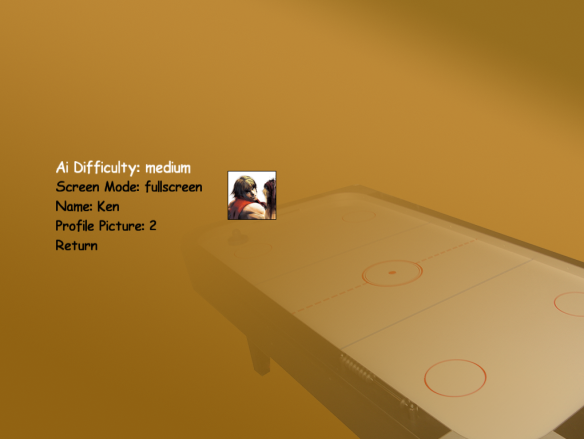 Ai Difficulty: medium
Screen Mode: fullscreen
Name: Ken
Profile Picture: 2
Return